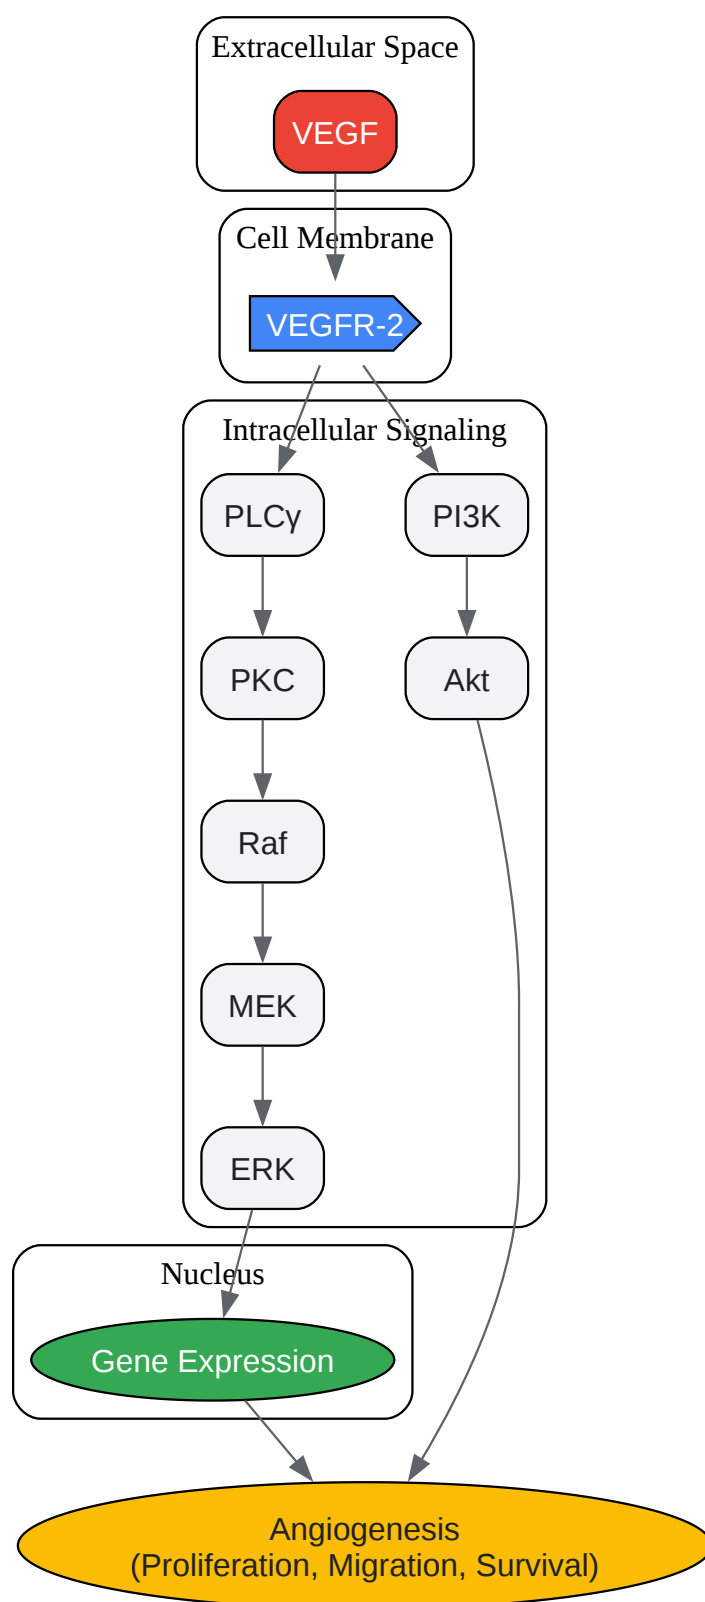 Extracellular Space
VEGF
Cell Membrane
VEGFR-2
Intracellular Signaling
PLCγ
PI3K
PKC
Akt
Raf
MEK
ERK
Nucleus
Gene Expression
Angiogenesis
(Proliferation, Migration, Survival)